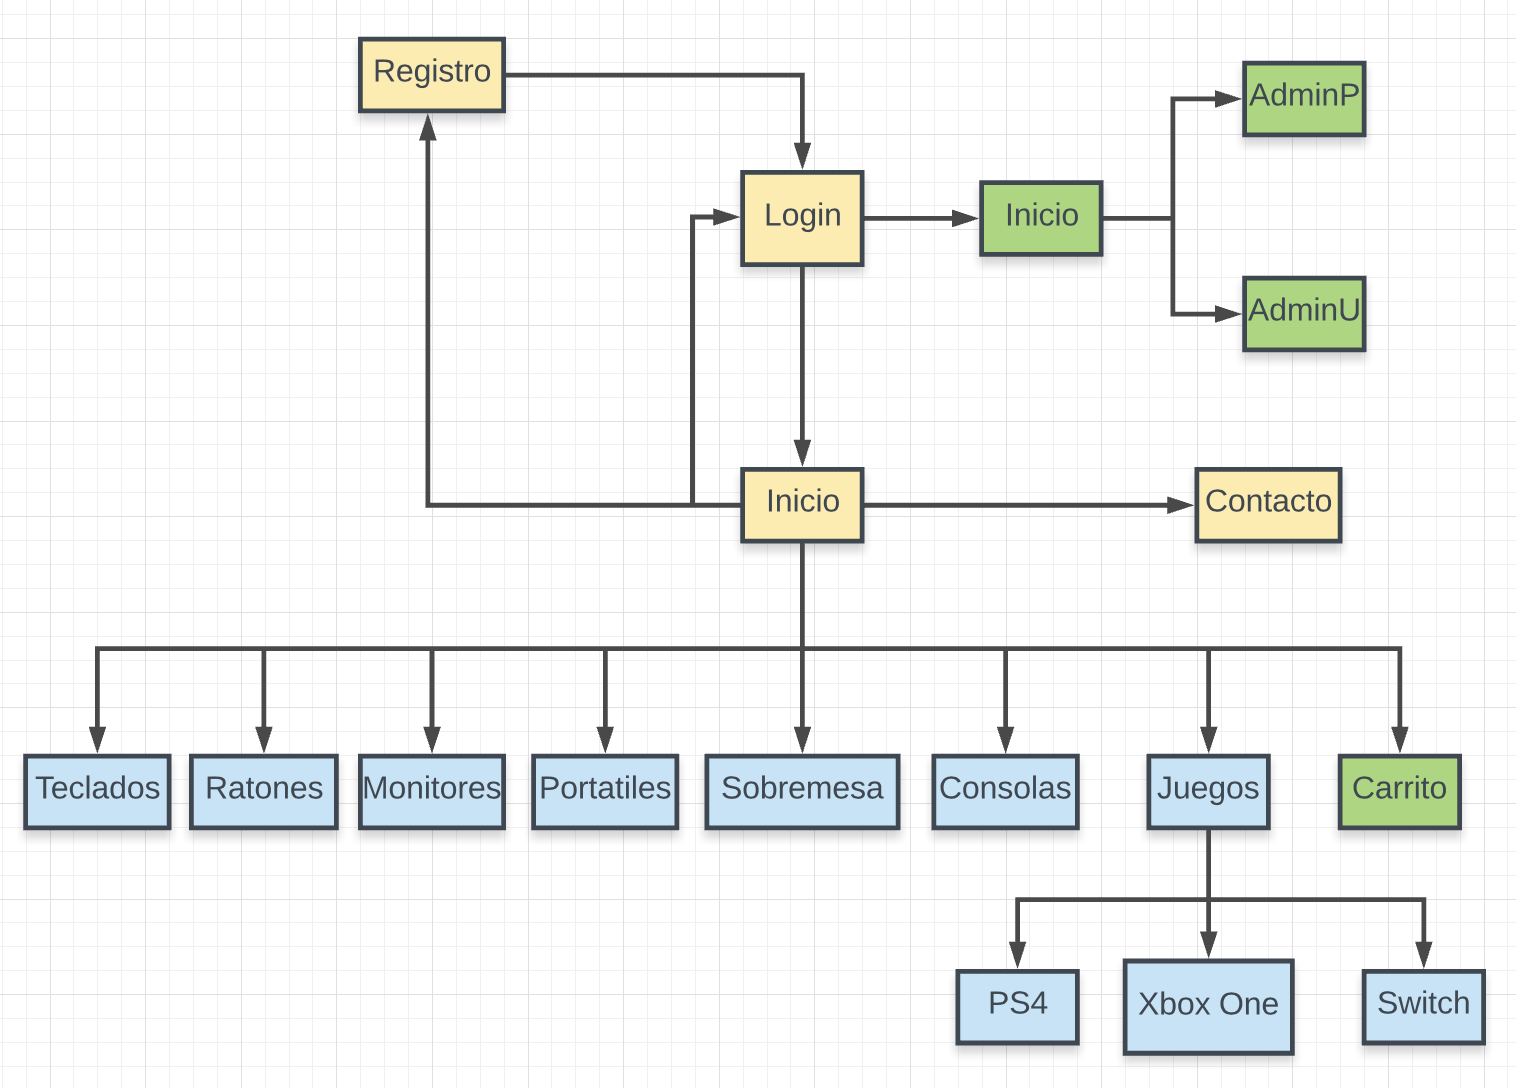 Registro
AdminP
Login
Inicio
AdminU
Inicio
Contacto
Teclados
Ratones
Monitores
Portatiles
Sobremesa
Consolas
Juegos
Carrito
PS4
Xbox One
Switch